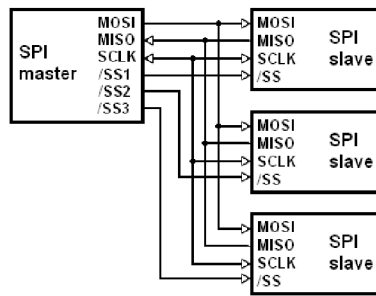 SPI
master
MOSI
MISO
SCLK
/SS1
/SS2
/SS3
MOSI
MISO
SCLK
/SS
SPI
slave
MOSI
MISO
SCLK
/SS
SPI
slave
MOSI
MISO
SCLK
/SS
SPI
slave